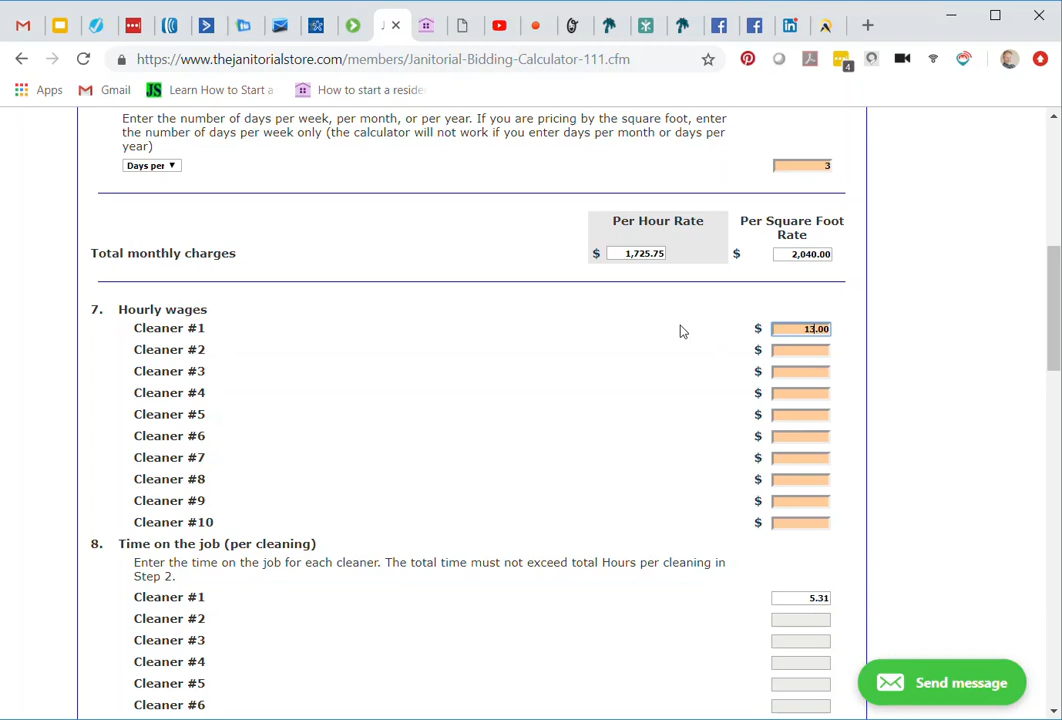 https://www.thejanitorialstore.com/members/Janitorial-Bidding-Calculator-111.cfm
4
Apps
Gmail
JS
Learn How to Start a
How to start a reside
Enter the number of days per week, per month, or per year. If you are pricing by the square foot, enter
the number of days per week only (the calculator will not work if you enter days per month or days per
year)
Days per
3
Per Hour Rate
Per Square Foot
Rate
Total monthly charges
$ 1,725.75
$ 2,040.00
7. Hourly wages
Cleaner #1 $ 13.00
Cleaner #2 $
Cleaner #3 $
Cleaner #4 $
Cleaner #5 $
Cleaner #6 $
Cleaner #7 $
Cleaner #8 $
Cleaner #9 $
Cleaner #10 $
8. Time on the job (per cleaning)
Enter the time on the job for each cleaner. The total time must not exceed total Hours per cleaning in
Step 2.
Cleaner #1 5.31
Cleaner #2
Cleaner #3
Cleaner #4
Cleaner #5
Cleaner #6
Send message